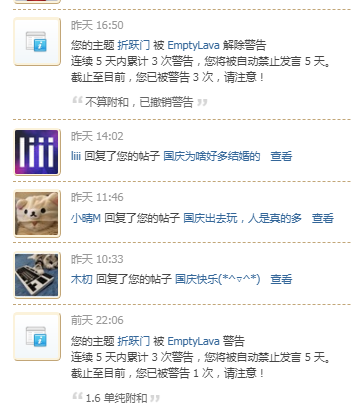 昨天 16:50
您的主题 折跃门 被 EmptyLava 解除警告
连续 5 天内累计 3 次警告，您将被自动禁止发言 5 天。
截止至目前，您已被警告 3 次，请注意！
“ 不算附和，已撤销警告 ”
liii
昨天 14:02
liii 回复了您的帖子 国庆为啥好多结婚的 查看
昨天 11:46
小晴M 回复了您的帖子 国庆出去玩，人是真的多 查看
昨天 10:33
木朷 回复了您的帖子 国庆快乐(*^▽^*) 查看
前天 22:06
您的主题 折跃门 被 EmptyLava 警告
连续 5 天内累计 3 次警告，您将被自动禁止发言 5 天。
截止至目前，您已被警告 1 次，请注意！
“ 1.6 单纯附和 ”